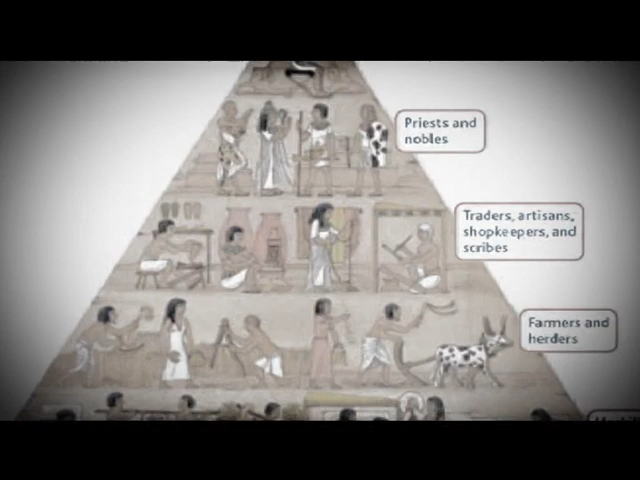 Priests and
nobles
Traders, artisans,
shopkeepers, and
scribes
Farmers and
herders